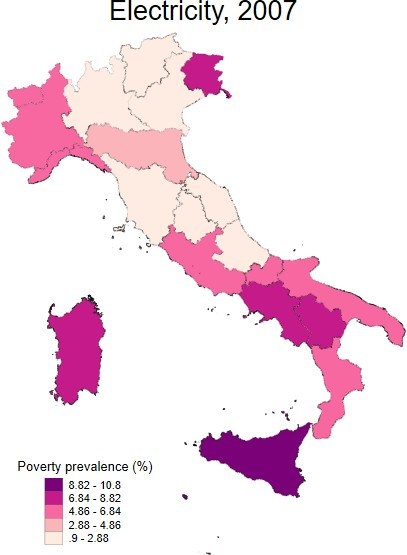 Electricity, 2007
Poverty prevalence (%)
8.82 - 10.8
6.84 - 8.82
4.86 - 6.84
2.88 - 4.86
.9 - 2.88